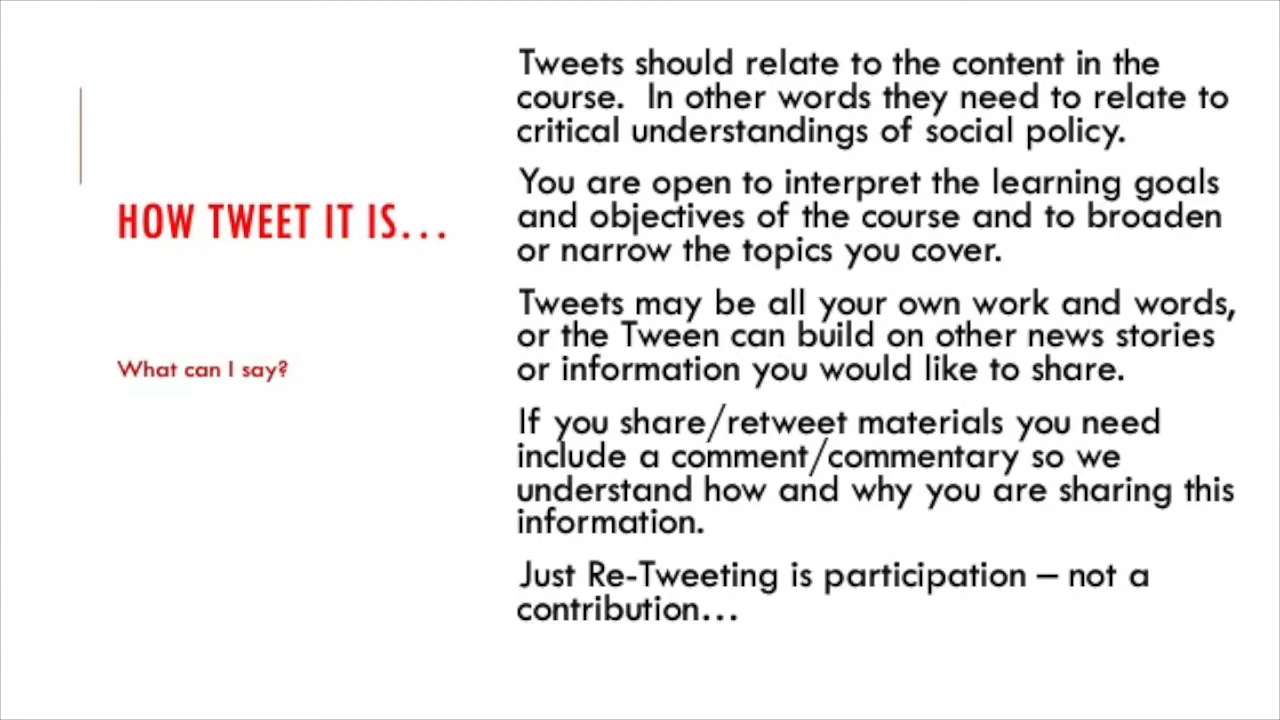 HOW TWEET IT IS...
What can I say?
Tweets should relate to the content in the
course.  In other words they need to relate to
critical understandings of social policy.
You are open to interpret the learning goals
and objectives of the course and to broaden
or narrow the topics you cover.
Tweets may be all your own work and words,
or the Tween can build on other news stories
or information you would like to share.
If you share/retweet materials you need
include a comment/commentary so we
understand how and why you are sharing this
information.
Just Re-Tweeting is participation – not a
contribution...